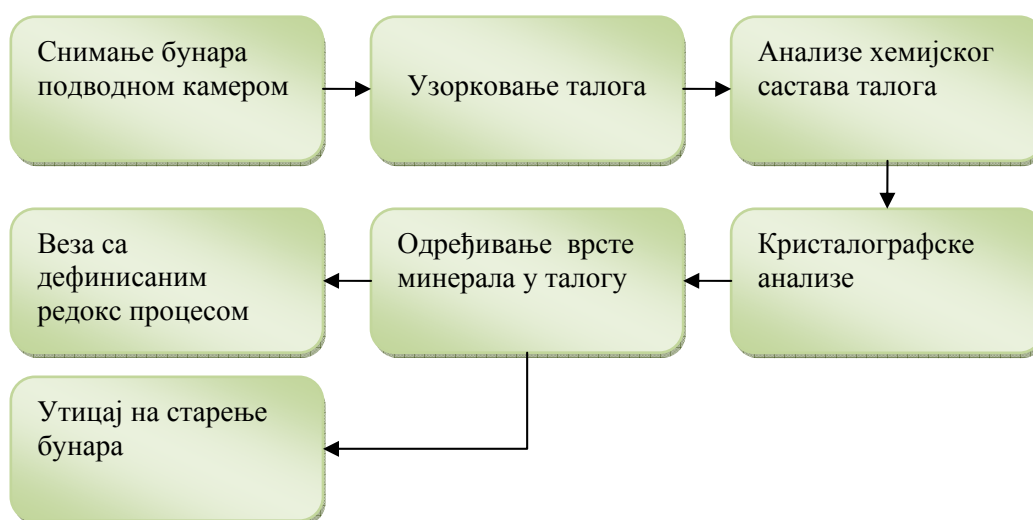 Снимање бунара
подводном камером
Узорковање талога
Анализе хемијског
састава талога
Кристалографске
анализе
Одређивање врсте
минерала у талогу
Веза са
дефинисаним
редокс процесом
Утицај на старење
бунара